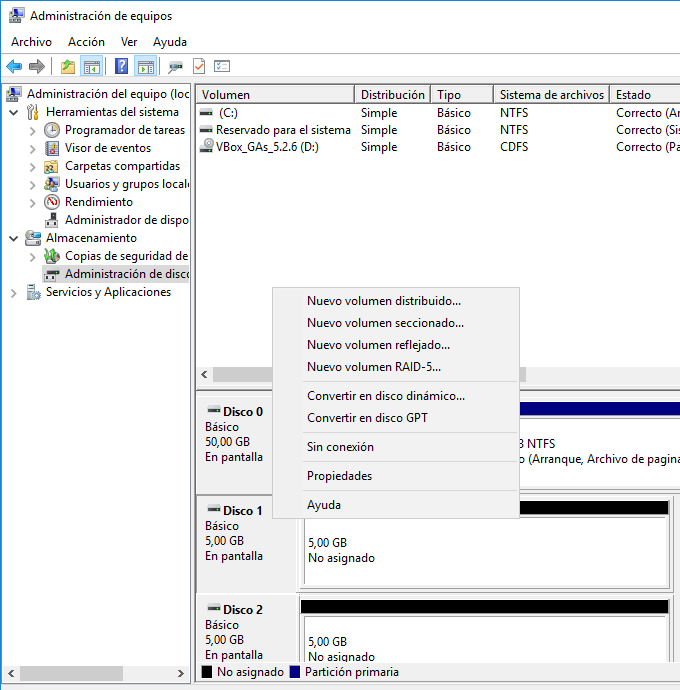 Administración de equipos
Archivo Acción Ver Ayuda
Administración del equipo (loc
Herramientas del sistema
Programador de tareas
Visor de eventos
Carpetas compartidas
Usuarios y grupos locale
Rendimiento
Administrador de dispo
Almacenamiento
Copias de seguridad de
Administración de disco
Servicios y Aplicaciones
Volumen Distribución Tipo Sistema de archivos Estado
(C:) Simple Básico NTFS Correcto (Ar
Reservado para el sistema Simple Básico NTFS Correcto (Sis
VBox_GAs_5.2.6 (D:) Simple Básico CDFS Correcto (Pa
Nuevo volumen distribuido...
Nuevo volumen seccionado...
Nuevo volumen reflejado...
Nuevo volumen RAID-5...
Convertir en disco dinámico...
Convertir en disco GPT
Sin conexión
Propiedades
Ayuda
Disco 0
Básico
50,00 GB
En pantalla
B NTFS
o (Arranque, Archivo de pagina
Disco 1
Básico
5,00 GB
En pantalla
5,00 GB
No asignado
Disco 2
Básico
5,00 GB
En pantalla
5,00 GB
No asignado
No asignado Partición primaria